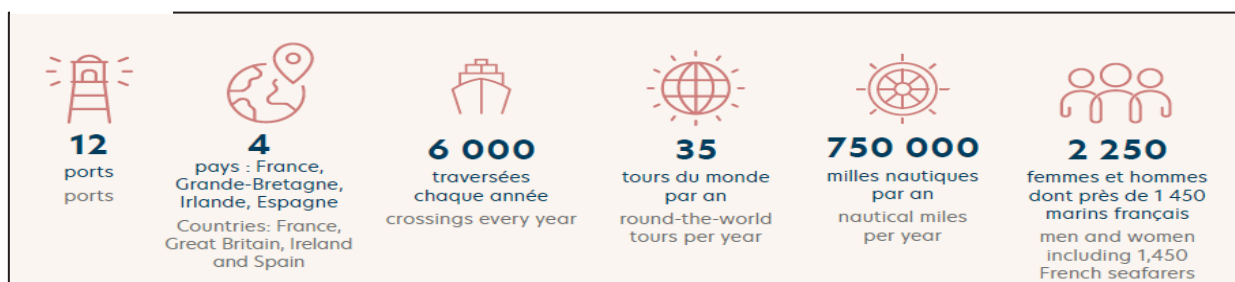 12
ports
ports
4
pays : France,
Grande-Bretagne,
Irlande, Espagne
Countries: France,
Great Britain, Ireland
and Spain
6 000
traversées
chaque année
crossings every year
35
tours du monde
par an
round-the-world
tours per year
750 000
milles nautiques
par an
nautical miles
per year
2 250
femmes et hommes
dont près de 1 450
marins français
men and women
including 1,450
French seafarers